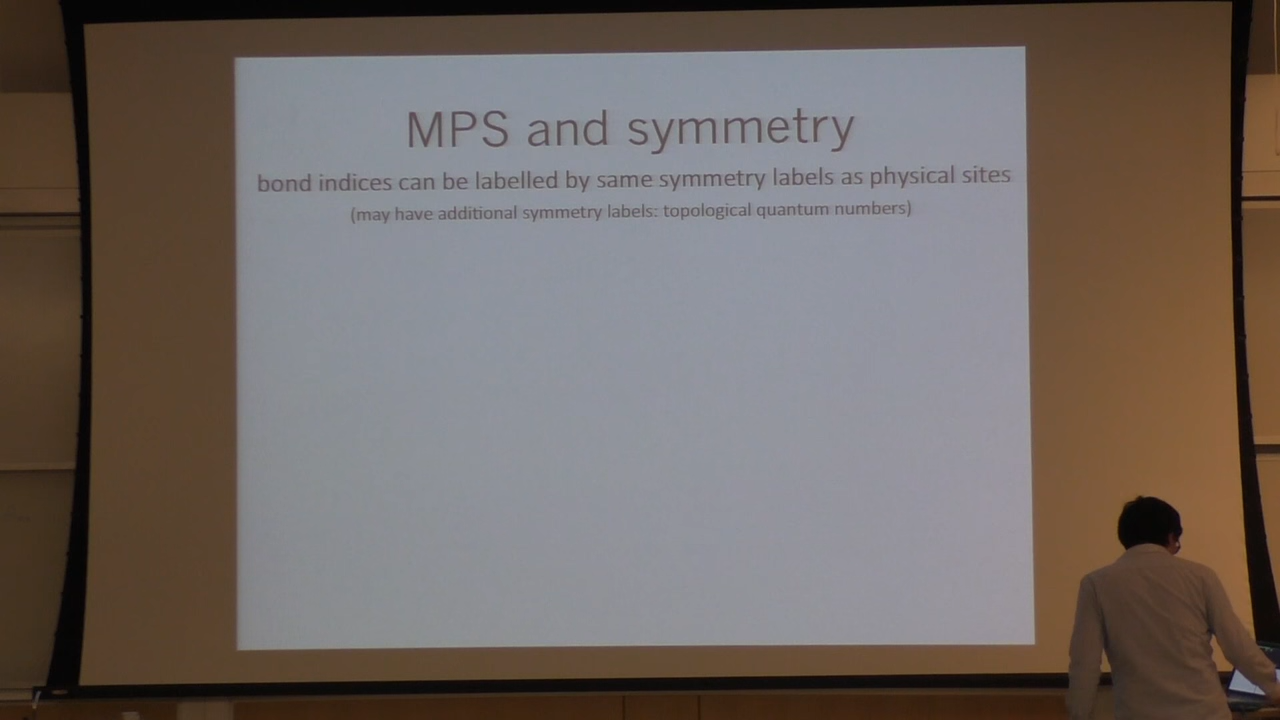 MPS and symmetry
bond indices can be labelled by same symmetry labels as physical sites
(may have additional symmetry labels: topological quantum numbers)